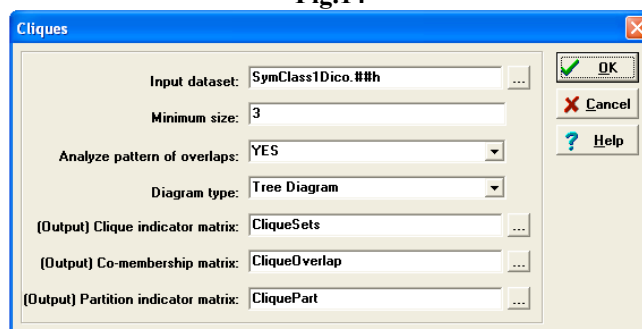 Fig.14
Cliques
Input dataset: SymClass1Dico.##h ...
Minimum size: 3
Analyze pattern of overlaps: YES
Diagram type: Tree Diagram
(Output) Clique indicator matrix: CliqueSets ...
(Output) Co-membership matrix: CliqueOverlap ...
(Output) Partition indicator matrix: CliquePart ...
OK
Cancel
Help